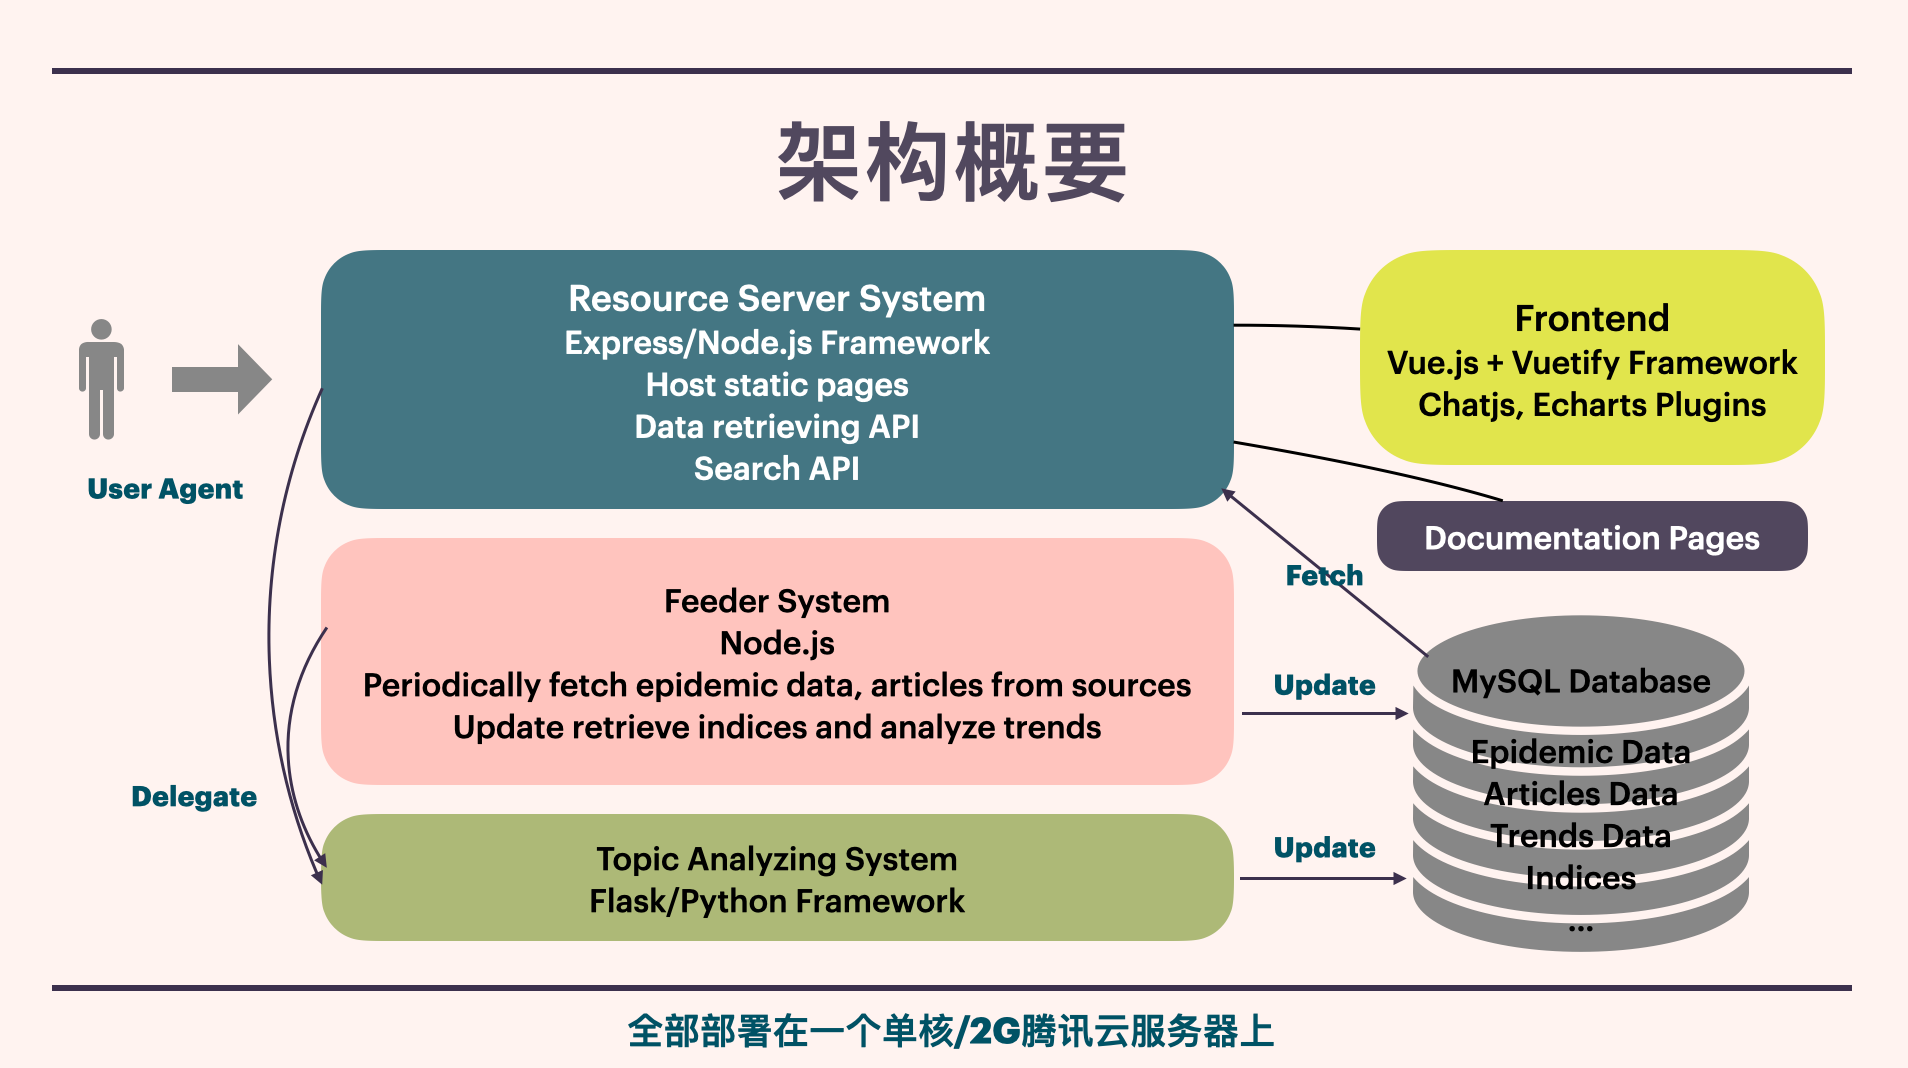 架构概要
User Agent
Resource Server System
Express/Node.js Framework
Host static pages
Data retrieving API
Search API
Frontend
Vue.js + Vuetify Framework
Chatjs, Echarts Plugins
Documentation Pages
Fetch
Feeder System
Node.js
Periodically fetch epidemic data, articles from sources
Update retrieve indices and analyze trends
Update
MySQL Database
Epidemic Data
Articles Data
Trends Data
Indices
...
Delegate
Topic Analyzing System
Flask/Python Framework
Update
全部部署在一个单核/2G腾讯云服务器上